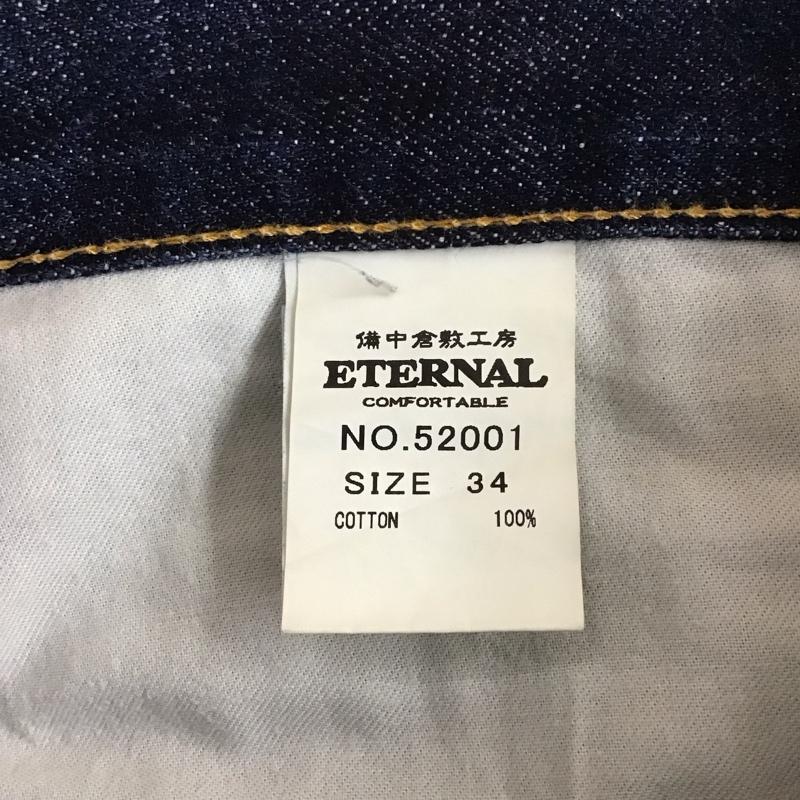 備中倉敷工房
ETERNAL
COMFORTABLE
NO.52001
SIZE 34
COTTON 100%